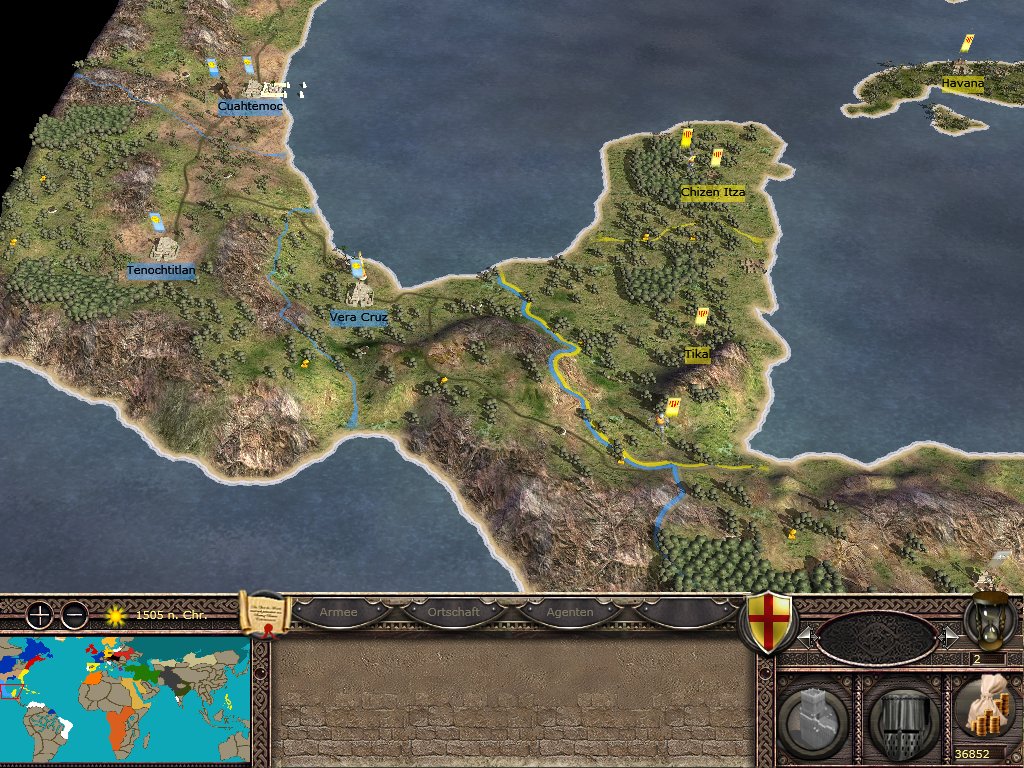 Havana
Cuahtemoc
Chizen Itza
Tenochtitlan
Vera Cruz
Tikal
1505 n. Chr.
Armee
Ortschaft
Agenten
2
36852